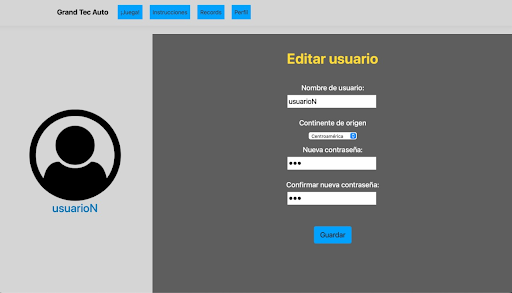 Grand Tec Auto
¡Juega!
Instrucciones
Records
Perfil
Editar usuario
Nombre de usuario:
usuarioN
Continente de origen
Centroamérica
Nueva contraseña:
•••
Confirmar nueva contraseña:
•••
Guardar
usuarioN